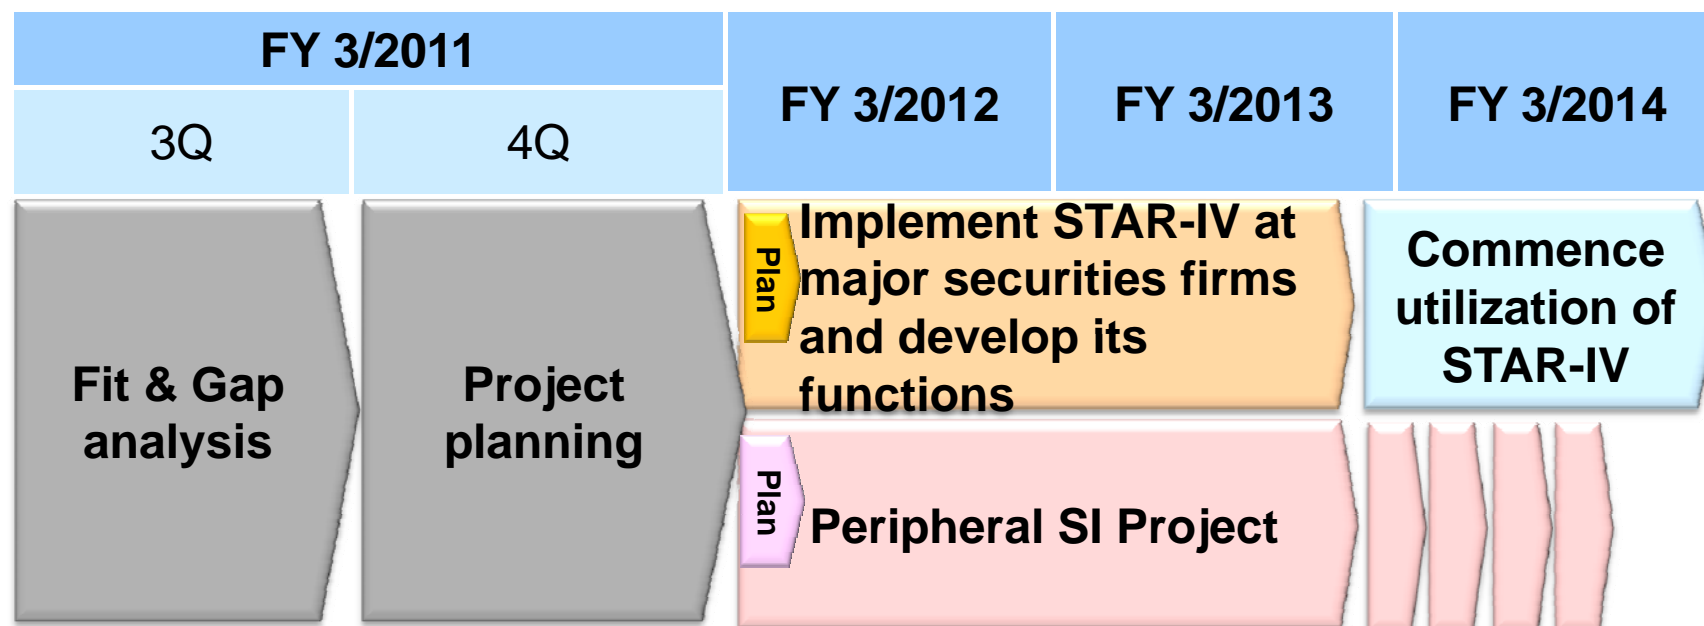 FY 3/2011
FY 3/2012
FY 3/2013
FY 3/2014
3Q
4Q
Fit & Gap
analysis
Project
planning
Plan
Implement STAR-IV at
major securities firms
and develop its
functions
Commence
utilization of
STAR-IV
Plan
Peripheral SI Project